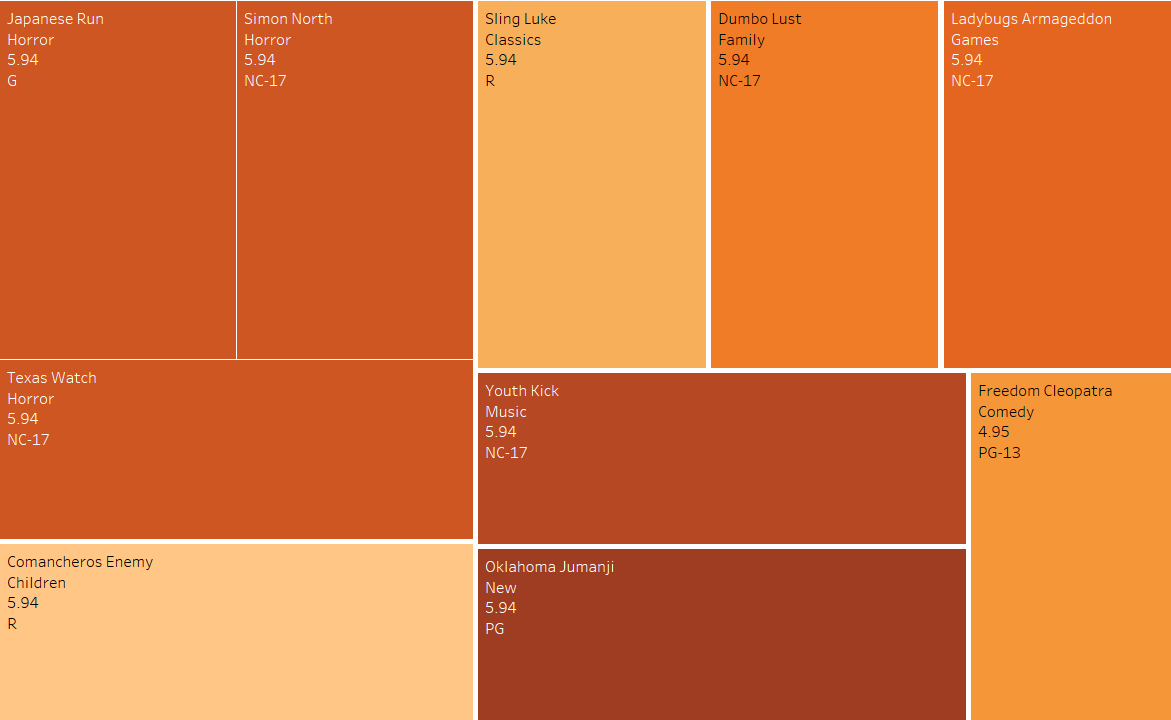 Japanese Run
Horror
5.94
G
Simon North
Horror
5.94
NC-17
Sling Luke
Classics
5.94
R
Dumbo Lust
Family
5.94
NC-17
Ladybugs Armageddon
Games
5.94
NC-17
Texas Watch
Horror
5.94
NC-17
Youth Kick
Music
5.94
NC-17
Freedom Cleopatra
Comedy
4.95
PG-13
Comancheros Enemy
Children
5.94
R
Oklahoma Jumanji
New
5.94
PG